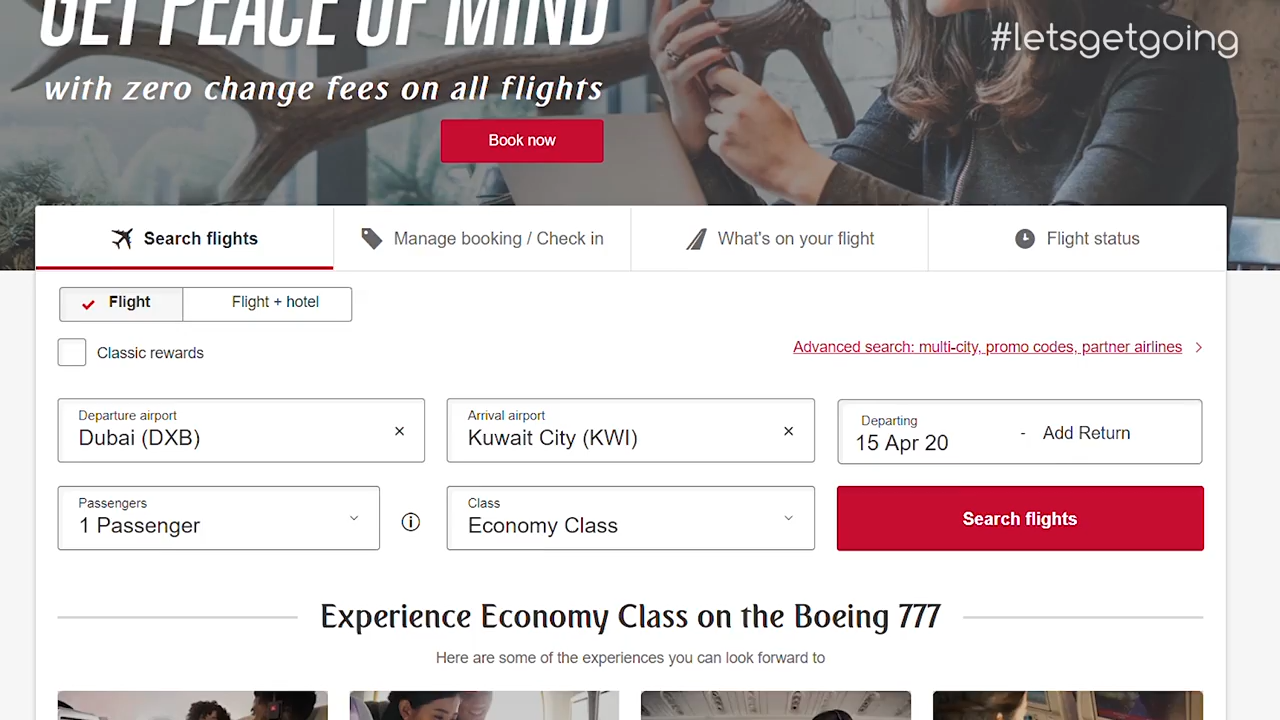 GET PEACE OF MIND
#letsgetgoing
with zero change fees on all flights
Book now
Search flights
Manage booking / Check in
What's on your flight
Flight status
Flight
Flight + hotel
Classic rewards
Advanced search: multi-city, promo codes, partner airlines
Departure airport
Dubai (DXB)
Arrival airport
Kuwait City (KWI)
Departing
15 Apr 20
- Add Return
Passengers
1 Passenger
Class
Economy Class
Search flights
Experience Economy Class on the Boeing 777
Here are some of the experiences you can look forward to